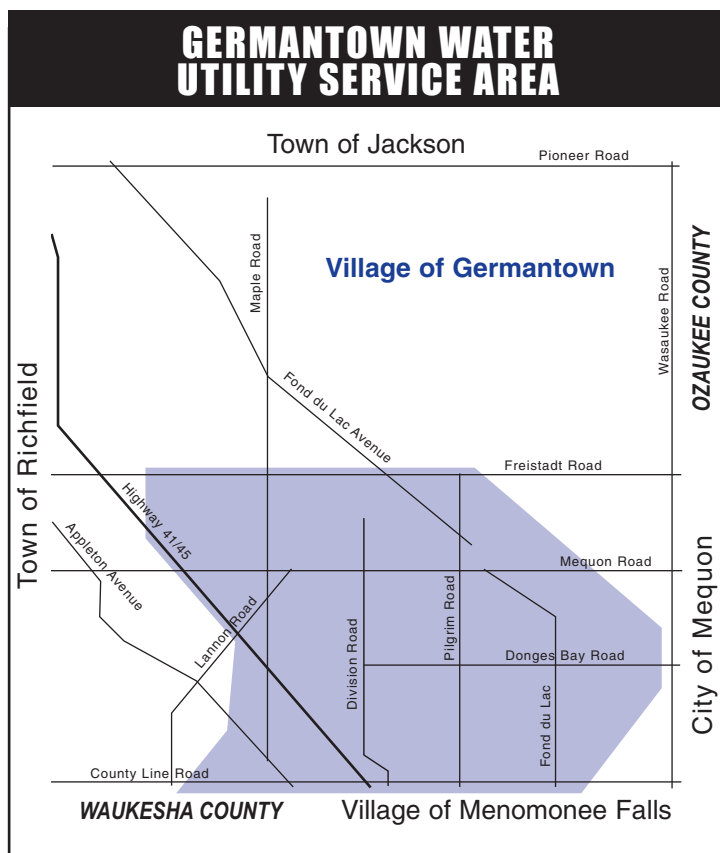 GERMANTOWN WATER
UTILITY SERVICE AREA
Town of Jackson
Pioneer Road
Maple Road
Village of Germantown
Wasaukee Road
OZAUKEE COUNTY
Town of Richfield
Fond du Lac Avenue
Freistadt Road
Highway 41/45
Appleton Avenue
Mequon Road
Lannon Road
Division Road
Pilgrim Road
Donges Bay Road
City of Mequon
Fond du Lac
County Line Road
WAUKESHA COUNTY
Village of Menomonee Falls